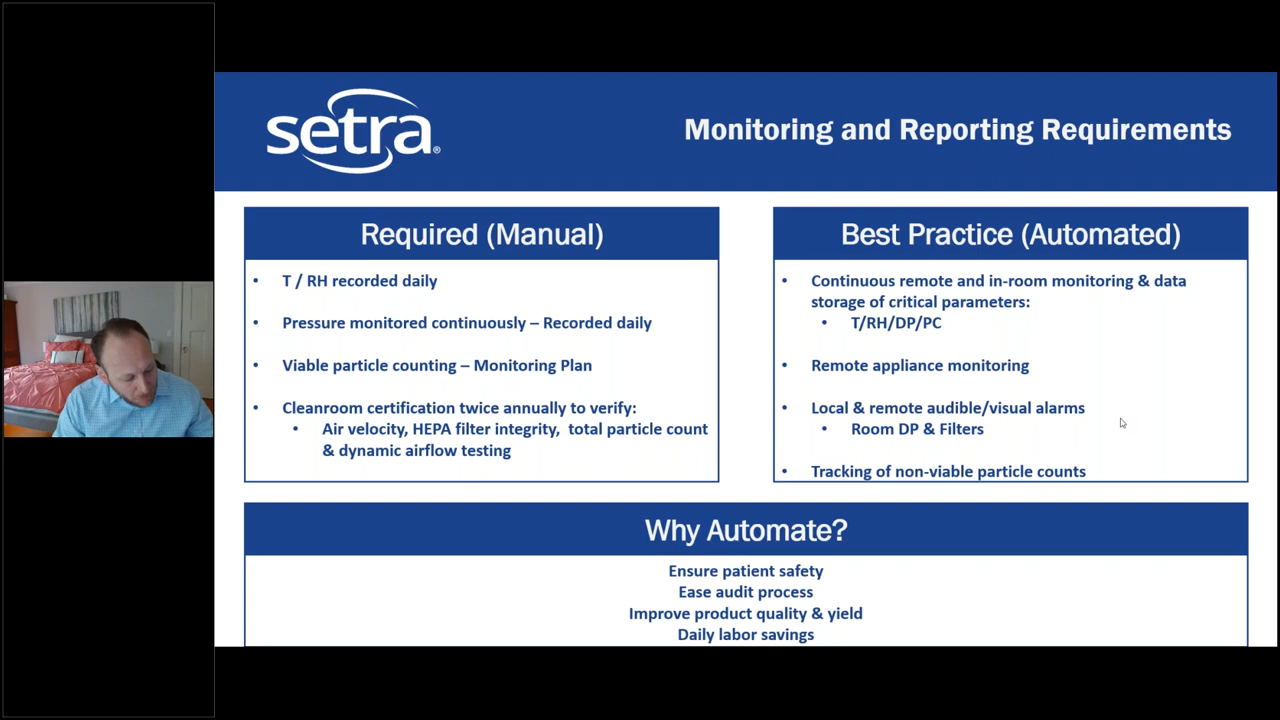 setra®
Monitoring and Reporting Requirements
Required (Manual)
• T / RH recorded daily
• Pressure monitored continuously – Recorded daily
• Viable particle counting – Monitoring Plan
• Cleanroom certification twice annually to verify:
• Air velocity, HEPA filter integrity, total particle count
& dynamic airflow testing
Best Practice (Automated)
• Continuous remote and in-room monitoring & data
storage of critical parameters:
• T/RH/DP/PC
• Remote appliance monitoring
• Local & remote audible/visual alarms
• Room DP & Filters
• Tracking of non-viable particle counts
Why Automate?
Ensure patient safety
Ease audit process
Improve product quality & yield
Daily labor savings